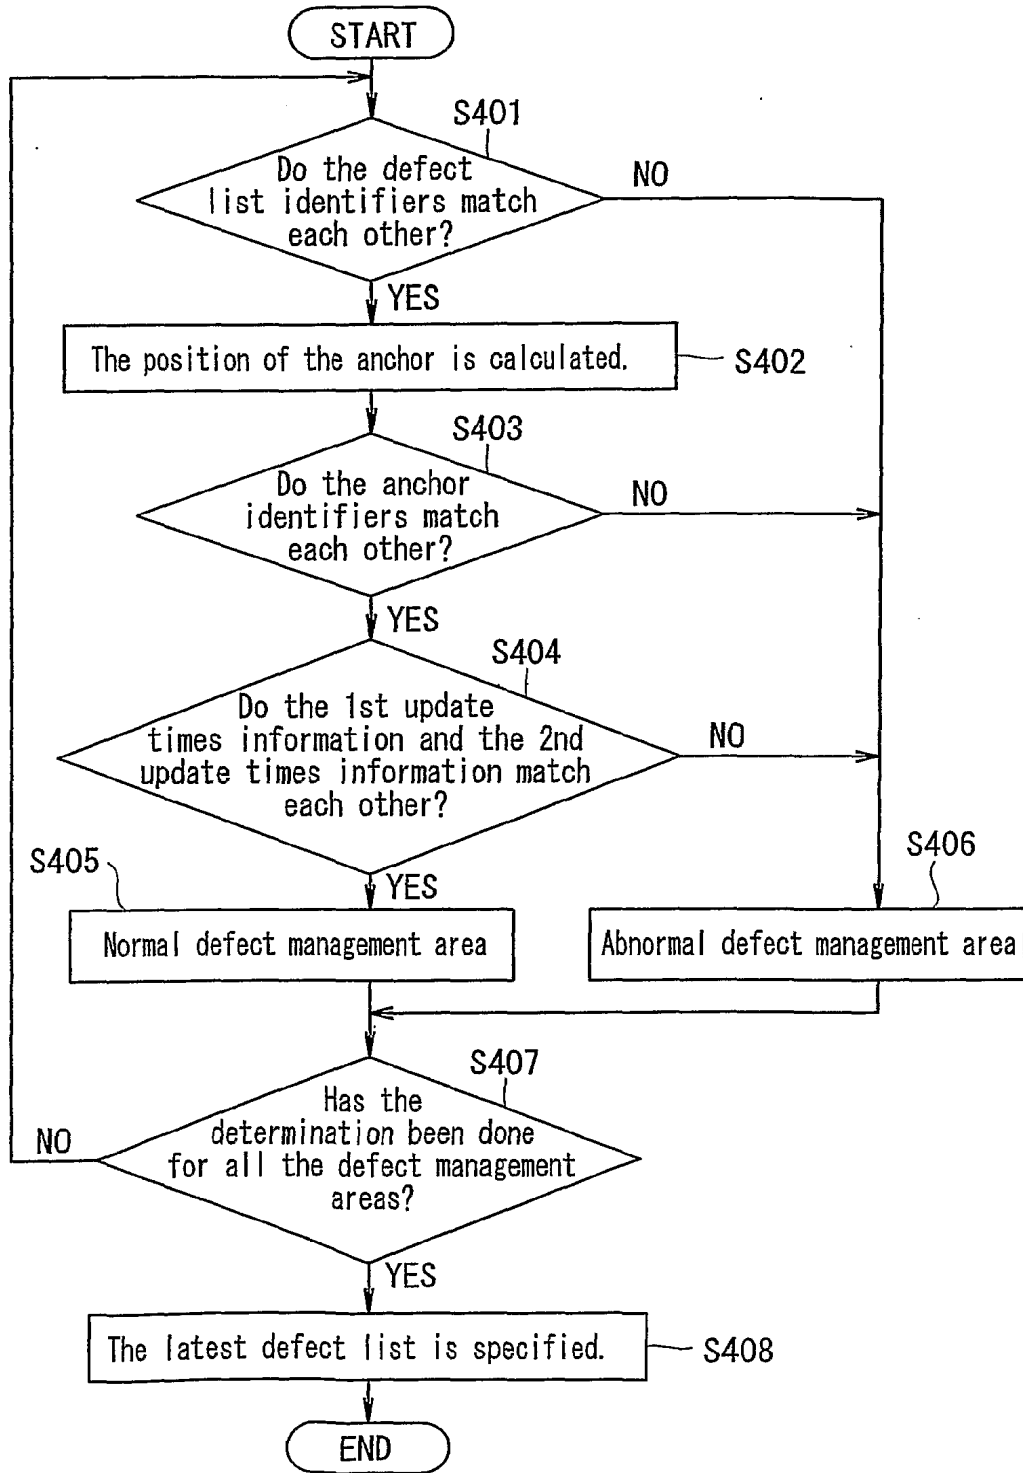 START
S401
Do the defect
list identifiers match
each other?
NO
YES
The position of the anchor is calculated.
S402
S403
Do the anchor
identifiers match
each other?
NO
YES
S404
Do the 1st update
times information and the 2nd
update times information match
each other?
NO
S405
YES
S406
Normal defect management area
Abnormal defect management area
S407
Has the
determination been done
for all the defect management
areas?
NO
YES
The latest defect list is specified.
S408
END